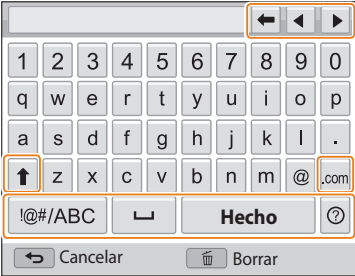 1 2 3 4 5 6 7 8 9 0
q w e r t y u i o p
a s d f g h j k l .
z x c v b n m @ .com
!@#/ABC Hecho ?
Cancelar Borrar